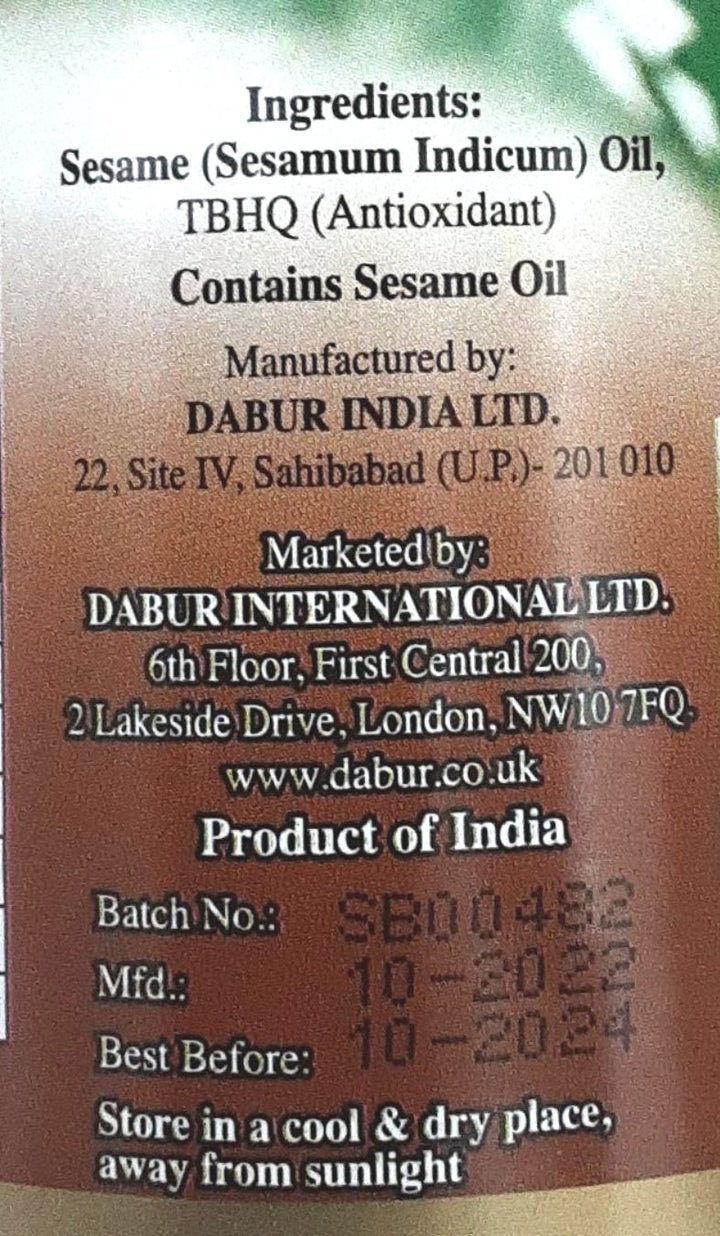 Ingredients:
Sesame (Sesamum Indicum) Oil,
TBHQ (Antioxidant)
Contains Sesame Oil
Manufactured by:
DABUR INDIA LTD.
22, Site IV, Sahibabad (U.P.)- 201 010
Marketed by:
DABUR INTERNATIONAL LTD.
6th Floor, First Central 200,
2 Lakeside Drive, London, NW10 7FQ.
www.dabur.co.uk
Product of India
Batch No.: SB00482
Mfd.: 10-2022
Best Before: 10-2024
Store in a cool & dry place,
away from sunlight